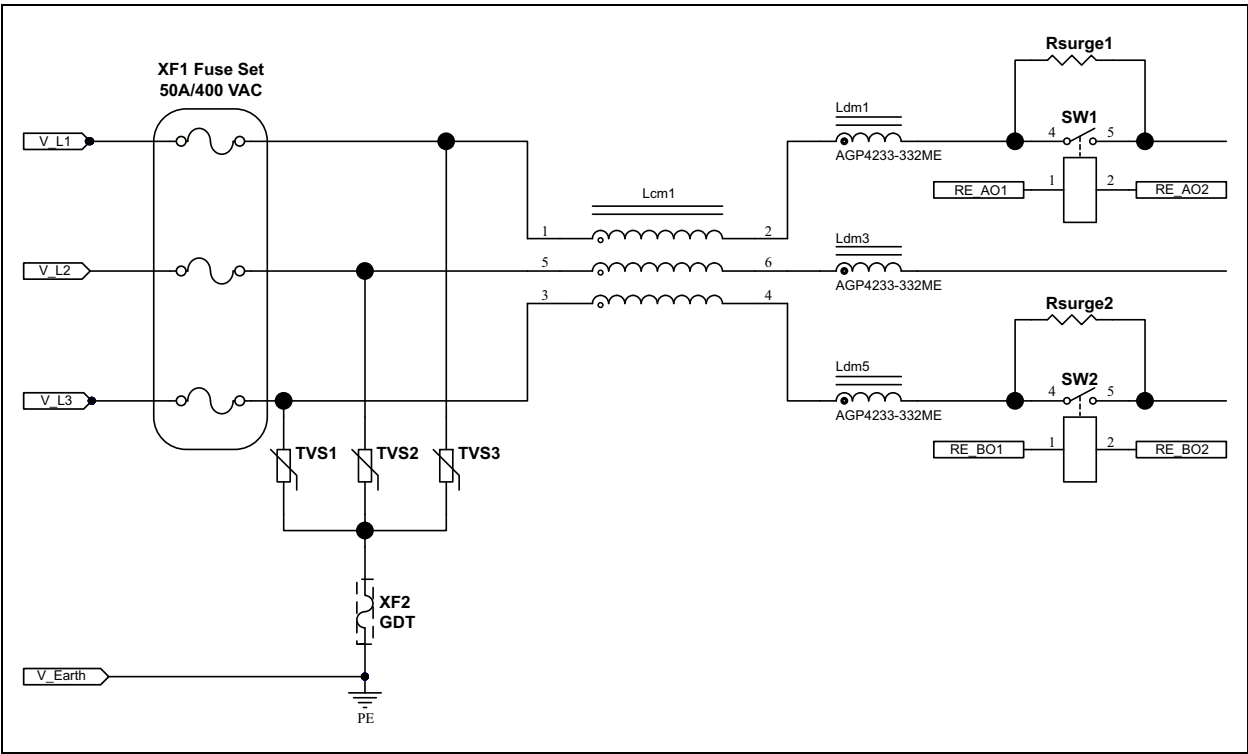 XF1 Fuse Set
50A/400 VAC
Rsurge1
V_L1
Ldm1
AGP4233-332ME
SW1
4 5
RE_AO1
1 2
RE_AO2
Lcm1
1 2
V_L2
5 6
Ldm3
AGP4233-332ME
3 4
Rsurge2
V_L3
Ldm5
AGP4233-332ME
SW2
4 5
RE_BO1
1 2
RE_BO2
TVS1
TVS2
TVS3
XF2
GDT
V_Earth
PE